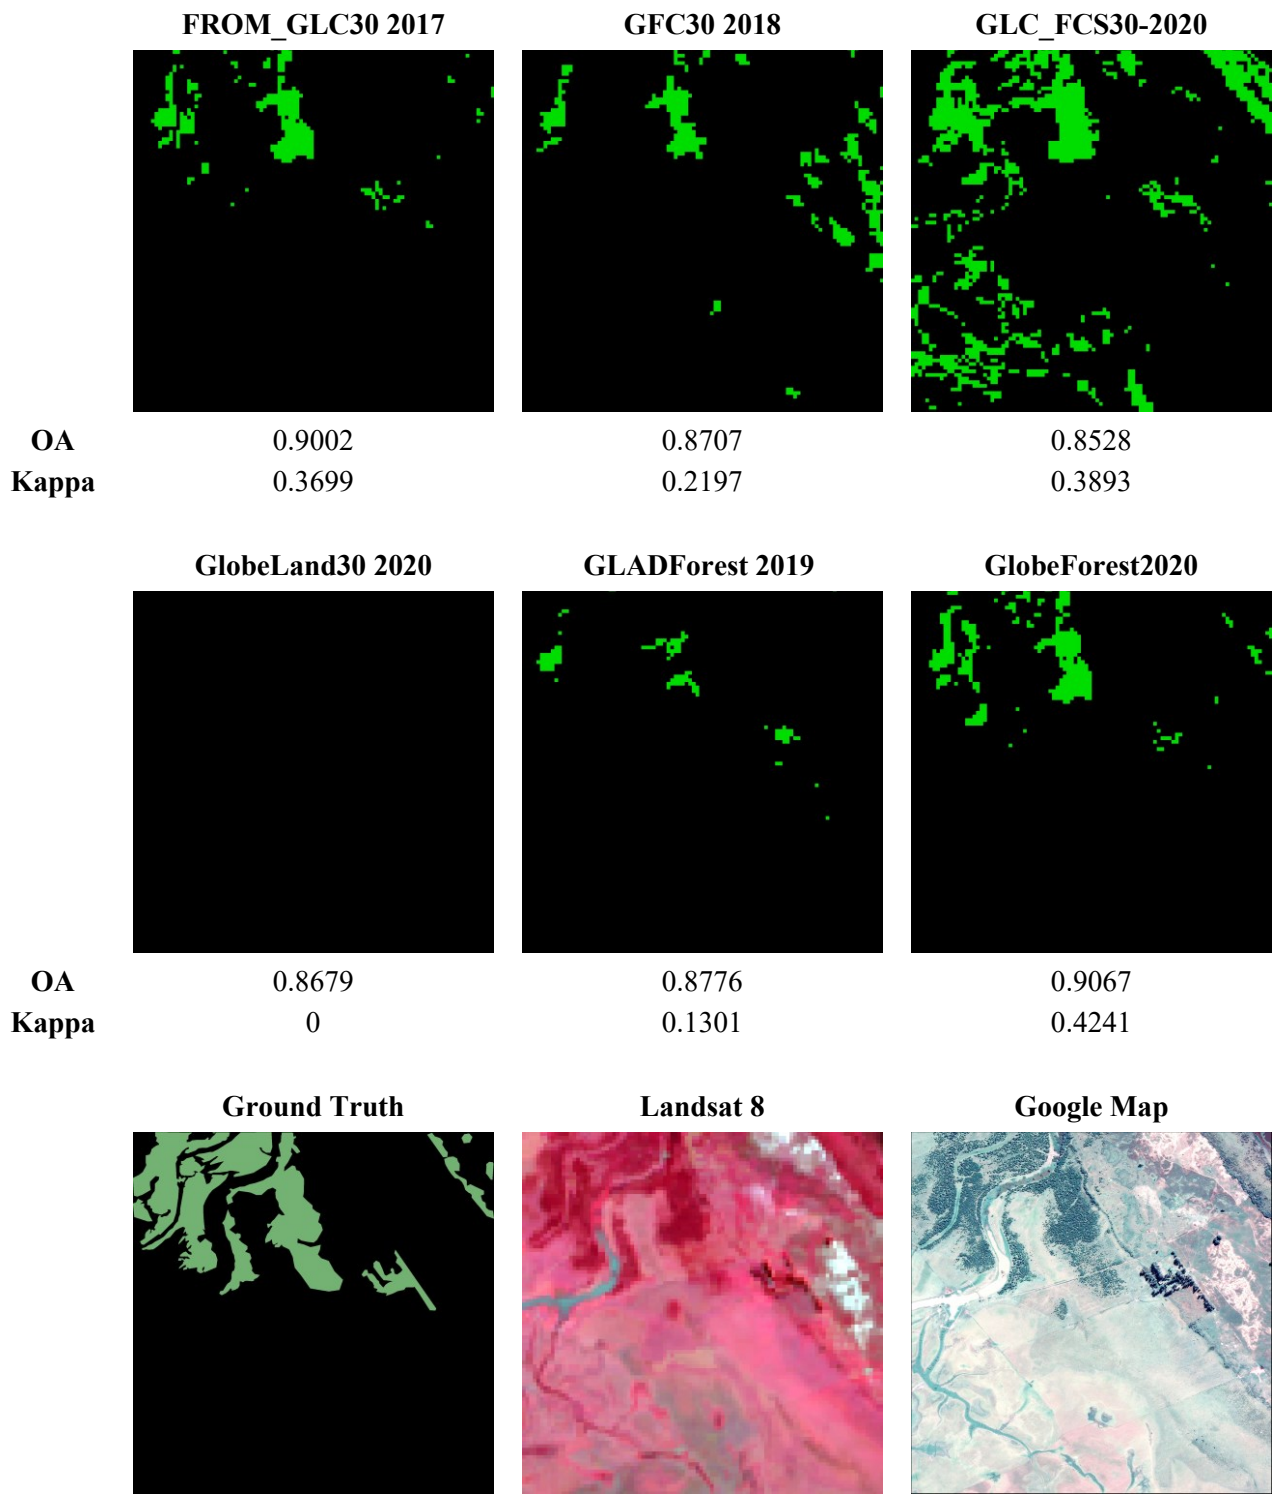 FROM_GLC30 2017 GFC30 2018 GLC_FCS30-2020
OA 0.9002 0.8707 0.8528
Kappa 0.3699 0.2197 0.3893
GlobeLand30 2020 GLADForest 2019 GlobeForest2020
OA 0.8679 0.8776 0.9067
Kappa 0 0.1301 0.4241
Ground Truth Landsat 8 Google Map